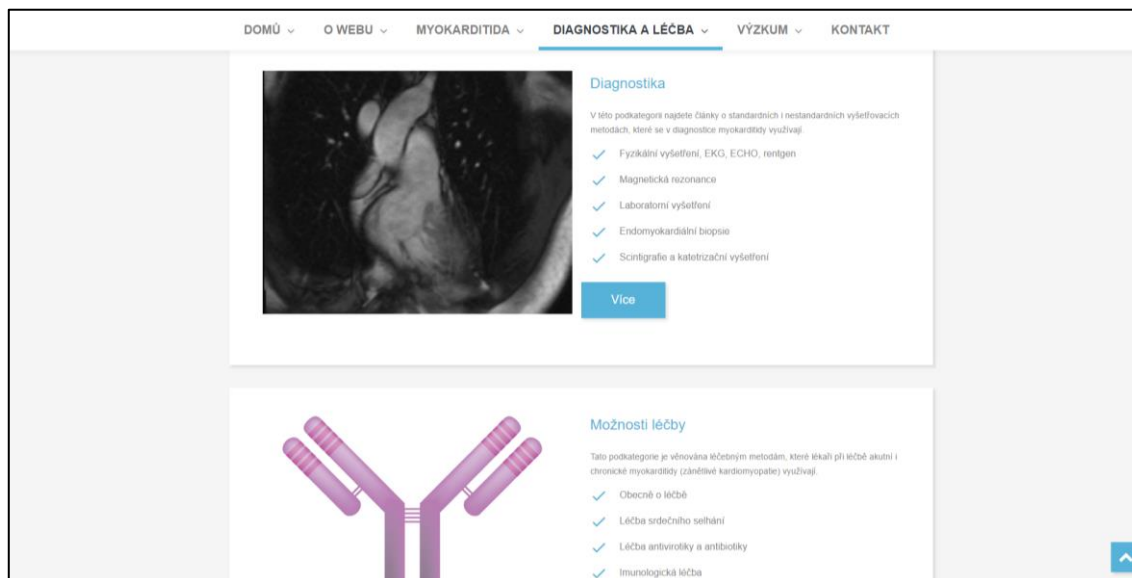 DOMŮ O WEBU MYOKARDITIDA DIAGNOSTIKA A LÉČBA VÝZKUM KONTAKT
Diagnostika
V této podkategorii najdete články o standardních i nestandardních vyšetřovacích
metodách, které se v diagnostice myokarditidy využívají.
Fyzikální vyšetření, EKG, ECHO, rentgen
Magnetická rezonance
Laboratorní vyšetření
Endomyokardiální biopsie
Scintigrafie a katetrizační vyšetření
Více
Možnosti léčby
Tato podkategorie je věnována léčebným metodám, které lékaři při léčbě akutní i
chronické myokarditidy (zánětlivé kardiomyopatie) využívají.
Obecně o léčbě
Léčba srdečního selhání
Léčba antivirotiky a antibiotiky
Imunologická léčba